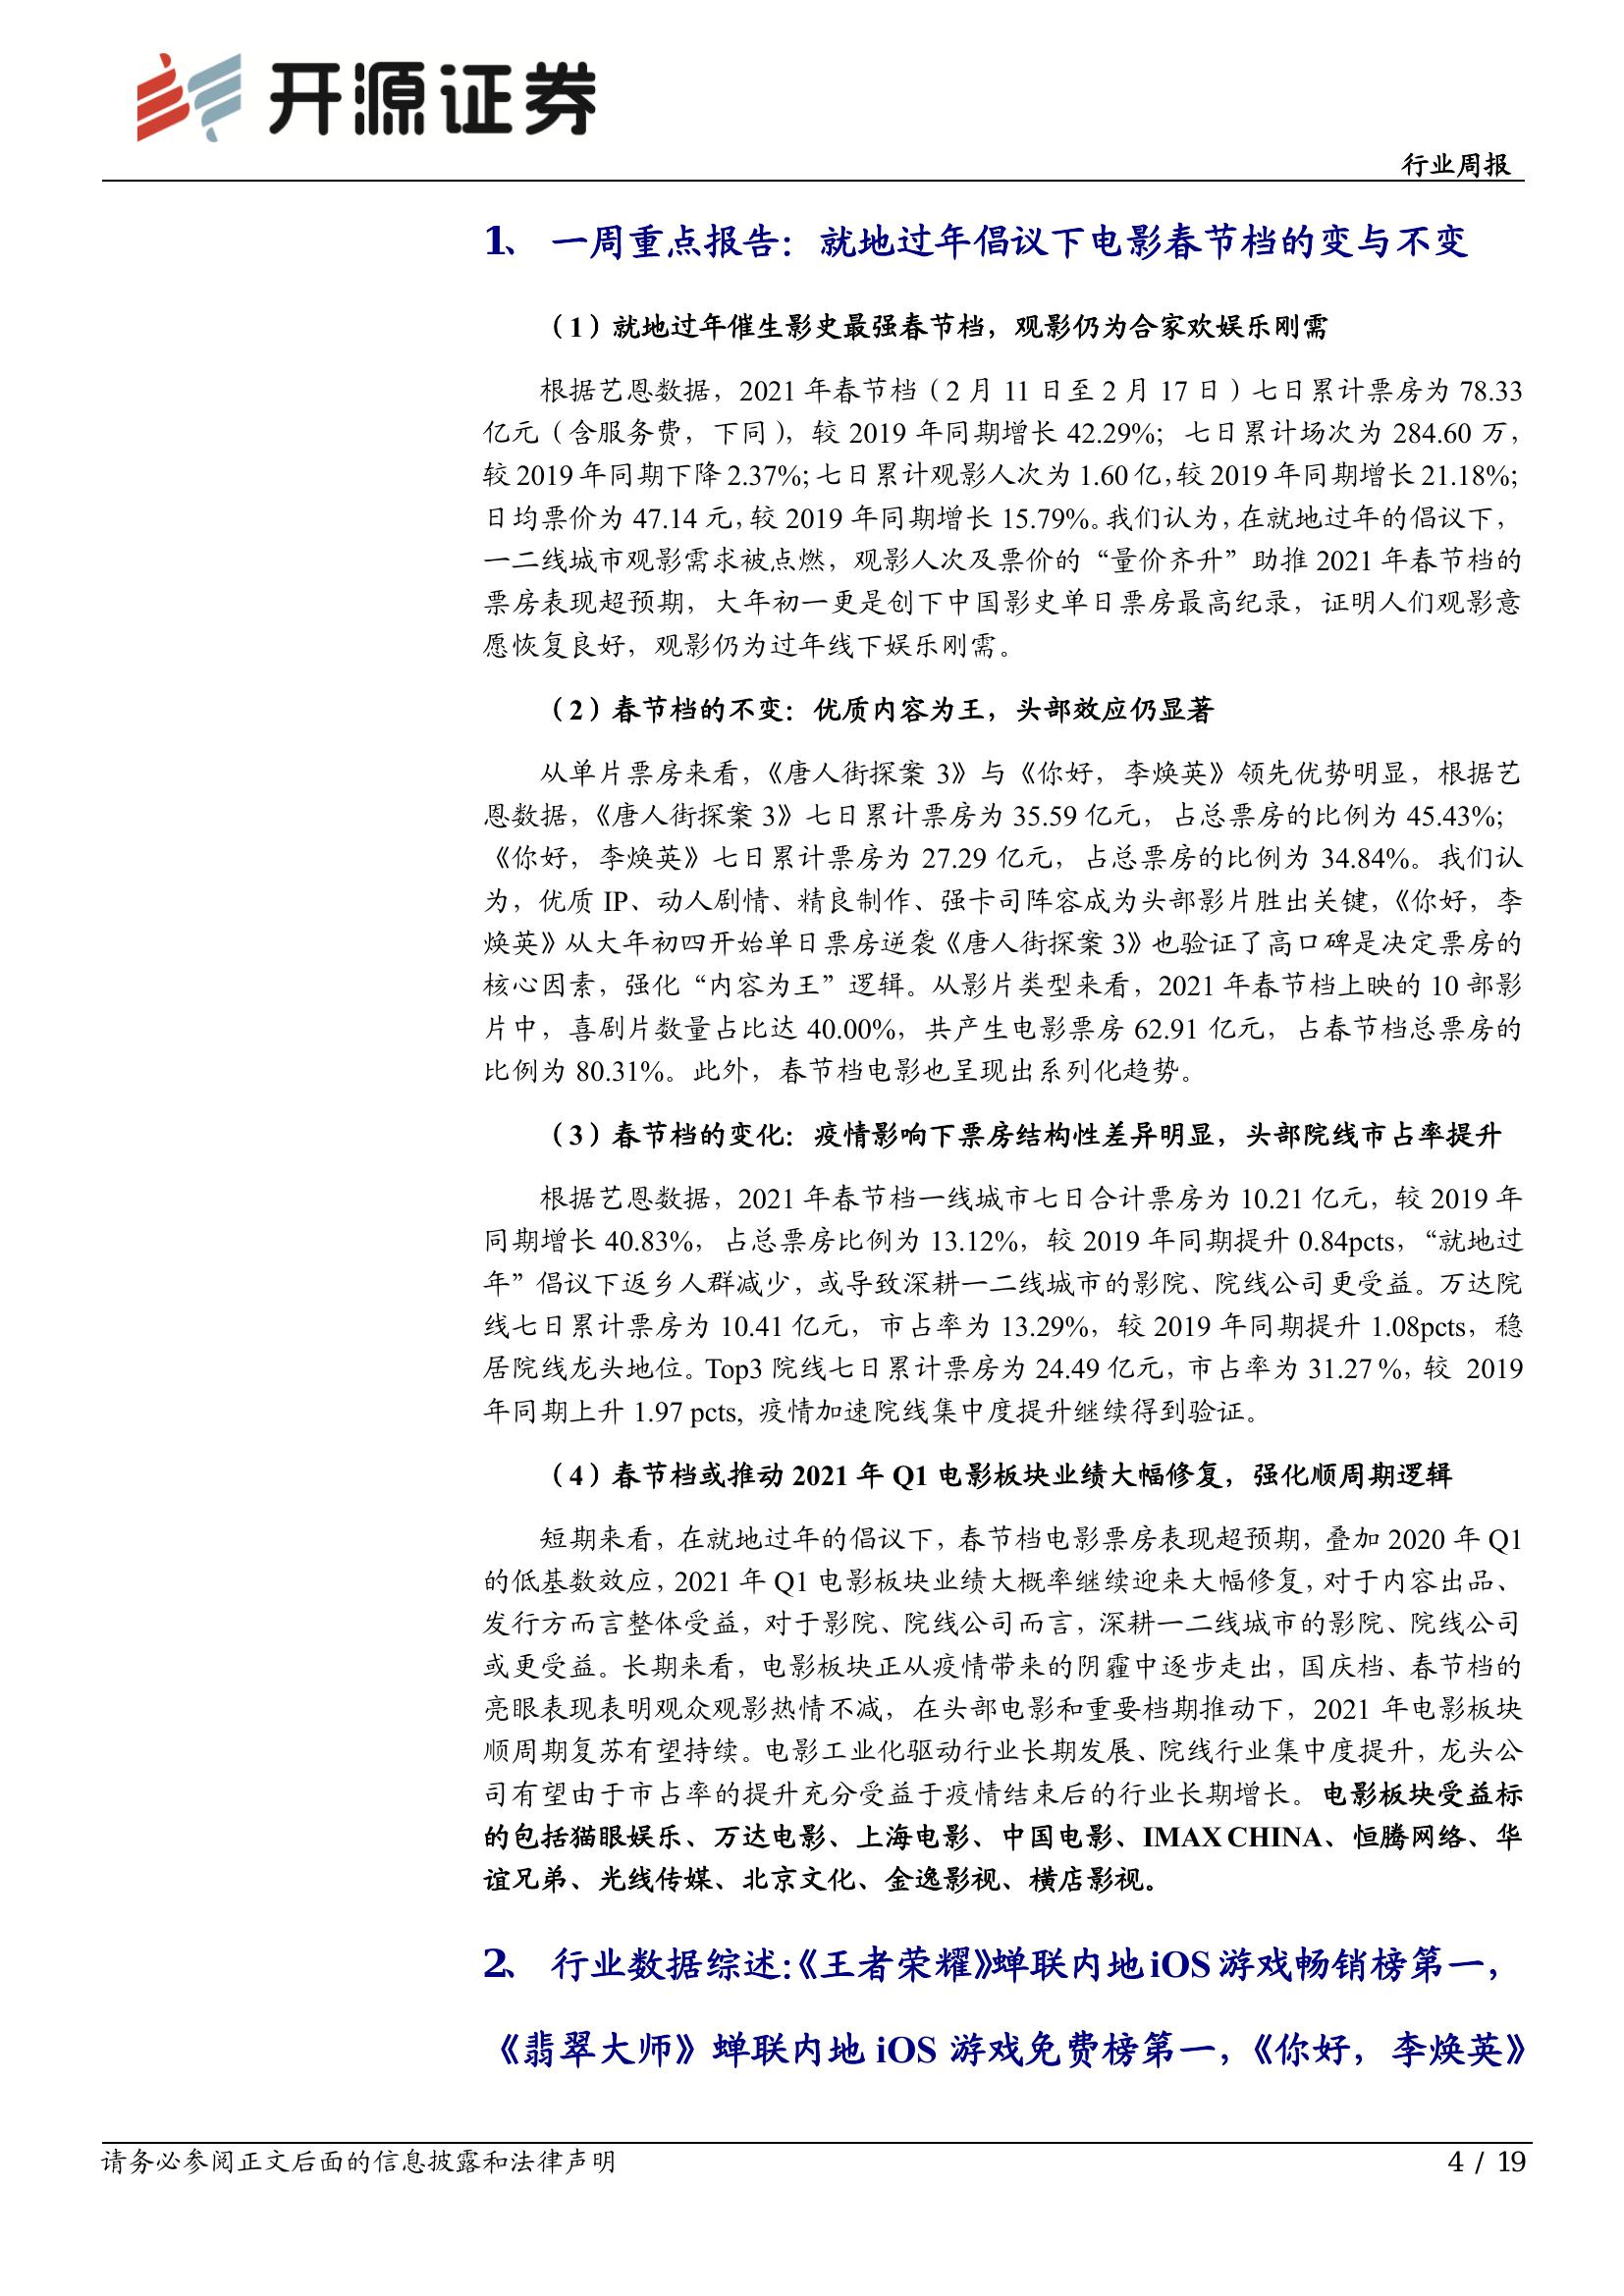 开源证券
行业周报
1、 一周重点报告：就地过年倡议下电影春节档的变与不变
（1）就地过年催生影史最强春节档，观影仍为合家欢娱乐刚需
根据艺恩数据，2021 年春节档（2 月 11 日至 2 月 17 日）七日累计票房为 78.33
亿元（含服务费，下同），较 2019 年同期增长 42.29%；七日累计场次为 284.60 万，
较 2019 年同期下降 2.37%；七日累计观影人次为 1.60 亿，较 2019 年同期增长 21.18%；
日均票价为 47.14 元，较 2019 年同期增长 15.79%。我们认为，在就地过年的倡议下，
一二线城市观影需求被点燃，观影人次及票价的“量价齐升”助推 2021 年春节档的
票房表现超预期，大年初一更是创下中国影史单日票房最高纪录，证明人们观影意
愿恢复良好，观影仍为过年线下娱乐刚需。
（2）春节档的不变：优质内容为王，头部效应仍显著
从单片票房来看，《唐人街探案 3》与《你好，李焕英》领先优势明显，根据艺
恩数据，《唐人街探案 3》七日累计票房为 35.59 亿元，占总票房的比例为 45.43%；
《你好，李焕英》七日累计票房为 27.29 亿元，占总票房的比例为 34.84%。我们认
为，优质 IP、动人剧情、精良制作、强卡司阵容成为头部影片胜出关键，《你好，李
焕英》从大年初四开始单日票房逆袭《唐人街探案 3》也验证了高口碑是决定票房的
核心因素，强化“内容为王”逻辑。从影片类型来看，2021 年春节档上映的 10 部影
片中，喜剧片数量占比达 40.00%，共产生电影票房 62.91 亿元，占春节档总票房的
比例为 80.31%。此外，春节档电影也呈现出系列化趋势。
（3）春节档的变化：疫情影响下票房结构性差异明显，头部院线市占率提升
根据艺恩数据，2021 年春节档一线城市七日合计票房为 10.21 亿元，较 2019 年
同期增长 40.83%，占总票房比例为 13.12%，较 2019 年同期提升 0.84pcts，“就地过
年”倡议下返乡人群减少，或导致深耕一二线城市的影院、院线公司更受益。万达院
线七日累计票房为 10.41 亿元，市占率为 13.29%，较 2019 年同期提升 1.08pcts，稳
居院线龙头地位。Top3 院线七日累计票房为 24.49 亿元，市占率为 31.27%，较 2019
年同期上升 1.97 pcts, 疫情加速院线集中度提升继续得到验证。
（4）春节档或推动 2021 年 Q1 电影板块业绩大幅修复，强化顺周期逻辑
短期来看，在就地过年的倡议下，春节档电影票房表现超预期，叠加 2020 年 Q1
的低基数效应，2021 年 Q1 电影板块业绩大概率继续迎来大幅修复，对于内容出品、
发行方而言整体受益，对于影院、院线公司而言，深耕一二线城市的影院、院线公司
或更受益。长期来看，电影板块正从疫情带来的阴霾中逐步走出，国庆档、春节档的
亮眼表现表明观众观影热情不减，在头部电影和重要档期推动下，2021 年电影板块
顺周期复苏有望持续。电影工业化驱动行业长期发展、院线行业集中度提升，龙头公
司有望由于市占率的提升充分受益于疫情结束后的行业长期增长。电影板块受益标
的包括猫眼娱乐、万达电影、上海电影、中国电影、IMAX CHINA、恒腾网络、华
谊兄弟、光线传媒、北京文化、金逸影视、横店影视。
2、 行业数据综述：《王者荣耀》蝉联内地 iOS 游戏畅销榜第一，
《翡翠大师》蝉联内地 iOS 游戏免费榜第一，《你好，李焕英》
请务必参阅正文后面的信息披露和法律声明
4 / 19